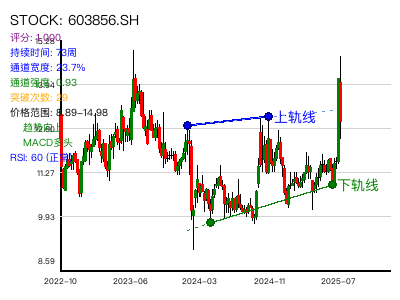 STOCK: 603856.SH
评分: 1.000
15.28
持续时间: 73周
通道宽度: 23.7%
通道强度: 0.93
突破次数: 29
价格范围: 8.89-14.98
趋势向上
MACD多头
RSI: 60 (正常)
上轨线
11.27
下轨线
9.93
8.59
2022-10
2023-06
2024-03
2024-11
2025-07